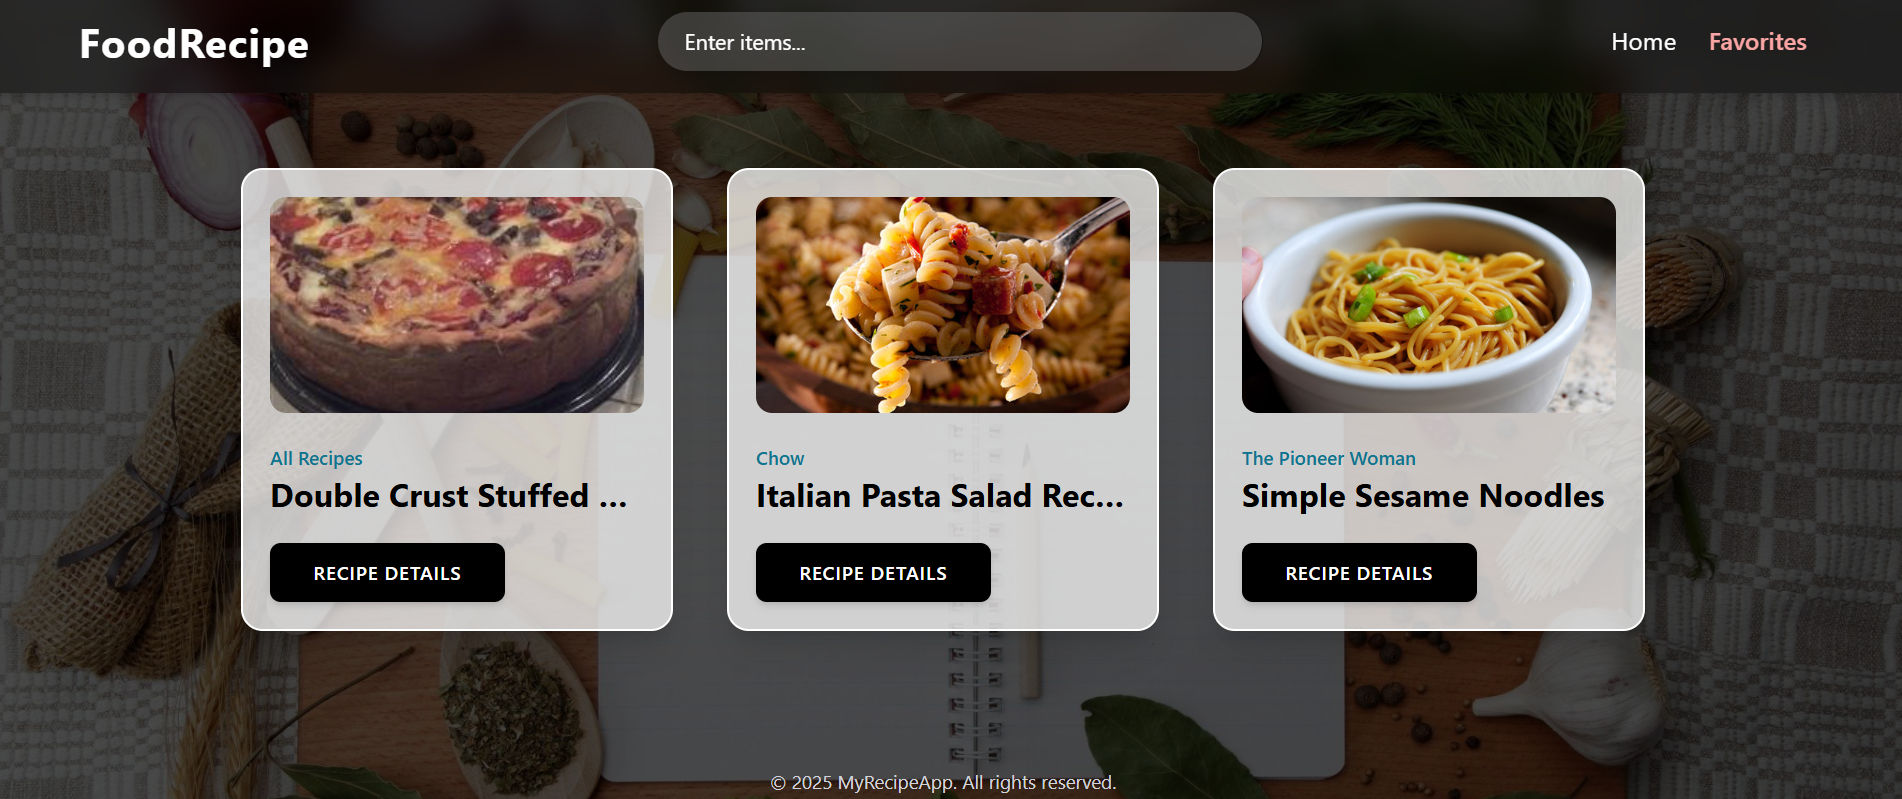 FoodRecipe
Enter items...
Home
Favorites
All Recipes
Double Crust Stuffed ...
RECIPE DETAILS
Chow
Italian Pasta Salad Rec...
RECIPE DETAILS
The Pioneer Woman
Simple Sesame Noodles
RECIPE DETAILS
© 2025 MyRecipeApp. All rights reserved.